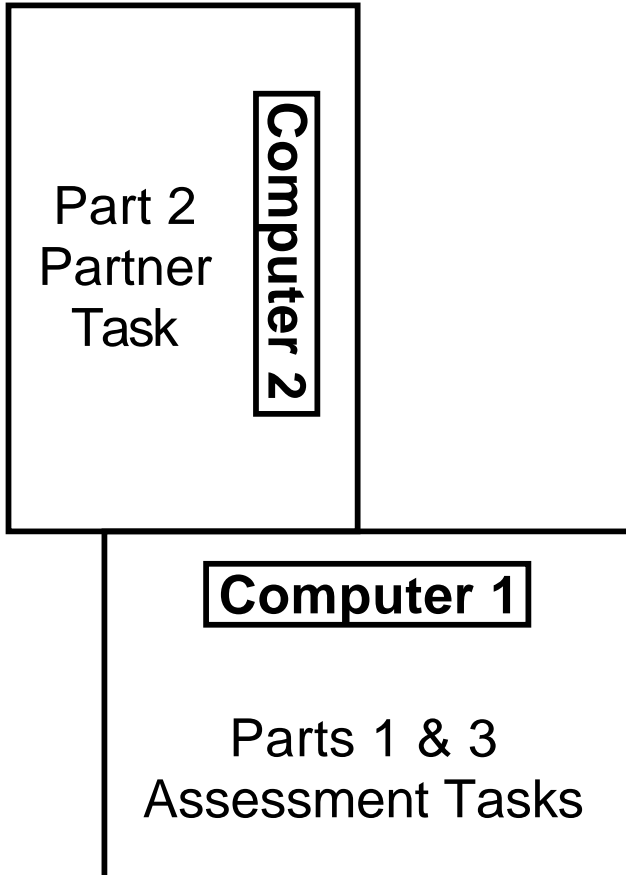 Part 2
Partner
Task
Computer 2
Computer 1
Parts 1 & 3
Assessment Tasks